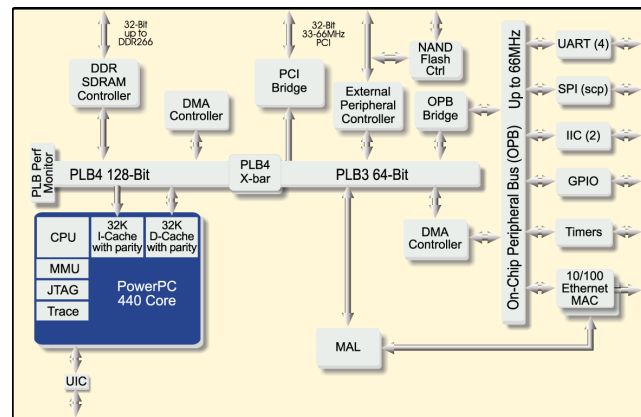 32-Bit
up to
DDR266
32-Bit
33-66MHz
PCI
DDR
SDRAM
Controller
DMA
Controller
PCI
Bridge
External
Peripheral
Controller
NAND
Flash
Ctrl
OPB
Bridge
PLB Perf
Monitor
PLB4 128-Bit
PLB4
X-bar
PLB3 64-Bit
On-Chip Peripheral Bus (OPB) Up to 66MHz
UART (4)
SPI (scp)
IIC (2)
GPIO
Timers
10/100
Ethernet
MAC
CPU
32K
I-Cache
with parity
32K
D-Cache
with parity
MMU
JTAG
Trace
PowerPC
440 Core
DMA
Controller
MAL
UIC